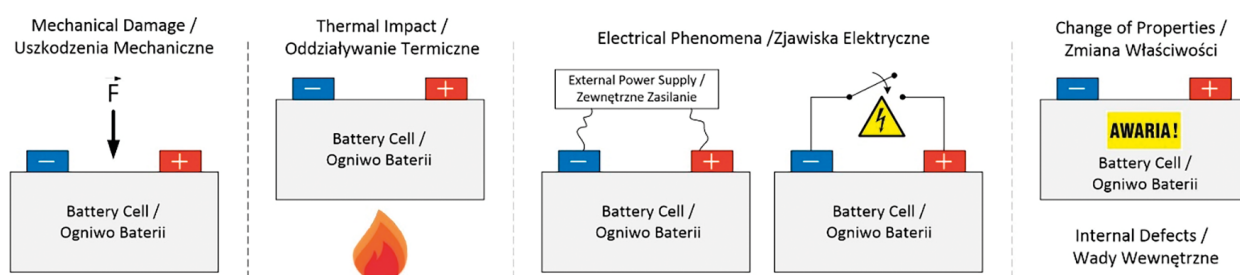 Mechanical Damage /
Uszkodzenia Mechaniczne
F
−
+
Battery Cell /
Ogniwo Baterii
Thermal Impact /
Oddziaływanie Termiczne
−
+
Battery Cell /
Ogniwo Baterii
Electrical Phenomena /Zjawiska Elektryczne
External Power Supply /
Zewnętrzne Zasilanie
−
+
Battery Cell /
Ogniwo Baterii
−
+
Battery Cell /
Ogniwo Baterii
Change of Properties /
Zmiana Właściwości
−
+
AWARIA!
Battery Cell /
Ogniwo Baterii
Internal Defects /
Wady Wewnętrzne